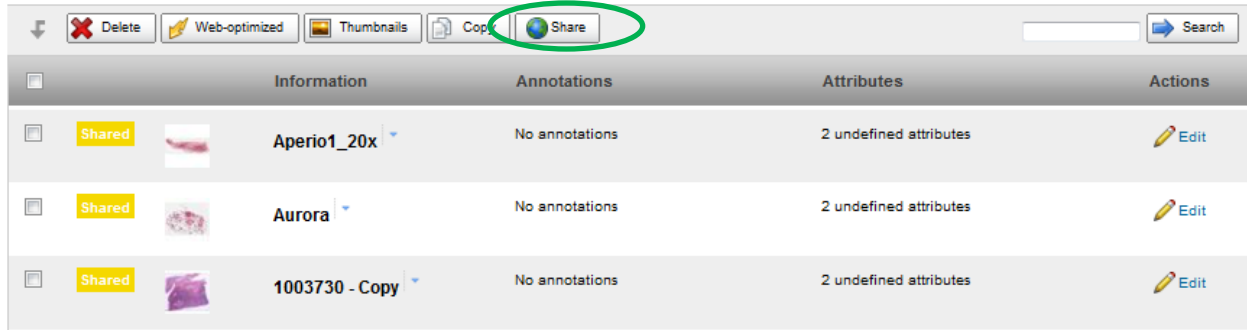 Delete Web-optimized Thumbnails Copy Share Search
Information Annotations Attributes Actions
Shared Aperio1_20x No annotations 2 undefined attributes Edit
Shared Aurora No annotations 2 undefined attributes Edit
Shared 1003730 - Copy No annotations 2 undefined attributes Edit